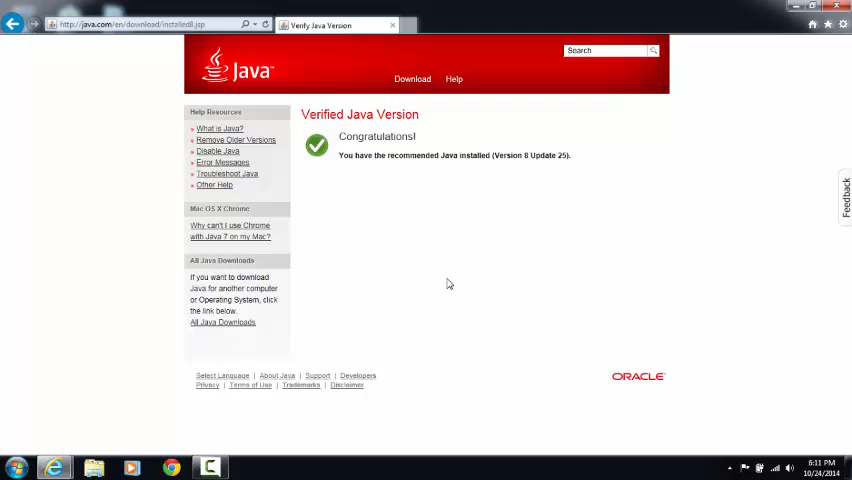 http://java.com/en/download/installed8.jsp
Verify Java Version
Java™
Search
Download
Help
Help Resources
What is Java?
Remove Older Versions
Disable Java
Error Messages
Troubleshoot Java
Other Help
Mac OS X Chrome
Why can't I use Chrome
with Java 7 on my Mac?
All Java Downloads
If you want to download
Java for another computer
or Operating System, click
the link below.
All Java Downloads
Verified Java Version
Congratulations!
You have the recommended Java installed (Version 8 Update 25).
Feedback
Select Language | About Java | Support | Developers
Privacy | Terms of Use | Trademarks | Disclaimer
ORACLE
6:11 PM
10/24/2014